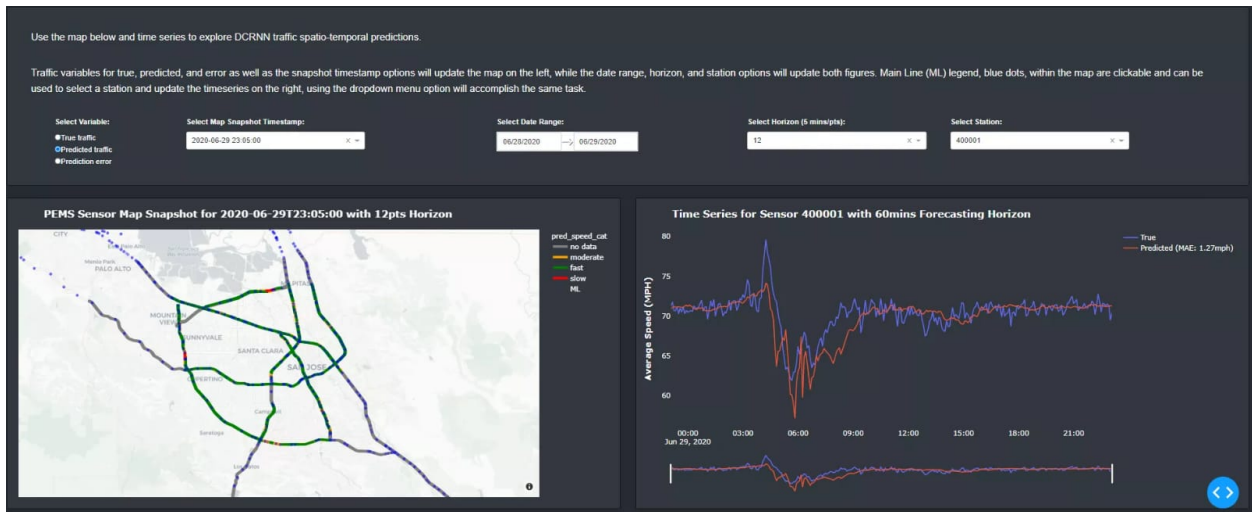 Use the map below and time series to explore DCRNN traffic spatio-temporal predictions.
Traffic variables for true, predicted, and error as well as the snapshot timestamp options will update the map on the left, while the date range, horizon, and station options will update both figures. Main Line (ML) legend, blue dots, within the map are clickable and can be
used to select a station and update the timeseries on the right, using the dropdown menu option will accomplish the same task.
Select Variable:
True traffic
Predicted traffic
Prediction error
Select Map Snapshot Timestamp:
2020-06-29 23:05:00
Select Date Range:
06/28/2020
06/29/2020
Select Horizon (5 mins/pts):
12
Select Station:
400001
PEMS Sensor Map Snapshot for 2020-06-29T23:05:00 with 12pts Horizon
CITY
Menlo Park
PALO ALTO
MOUNTAIN
VIEW
SUNNYVALE
SANTA CLARA
SAN JOSE
CUPERTINO
Campbell
Saratoga
pred_speed_cat
no data
moderate
fast
slow
ML
Time Series for Sensor 400001 with 60mins Forecasting Horizon
True
Predicted (MAE: 1.27mph)
Average Speed (MPH)
80
75
70
65
60
00:00
Jun 29, 2020
03:00
06:00
09:00
12:00
15:00
18:00
21:00